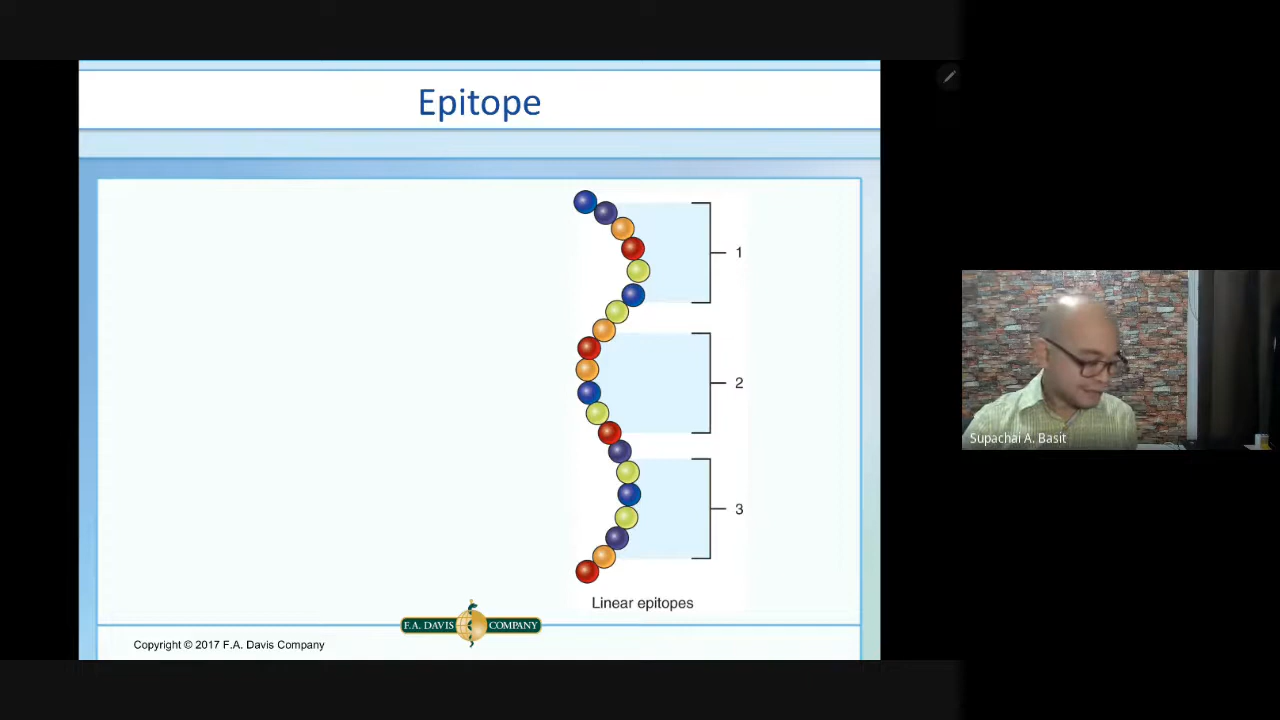 Epitope
1
2
3
Linear epitopes
F.A. DAVIS COMPANY
Copyright © 2017 F.A. Davis Company
Supachai A. Basit